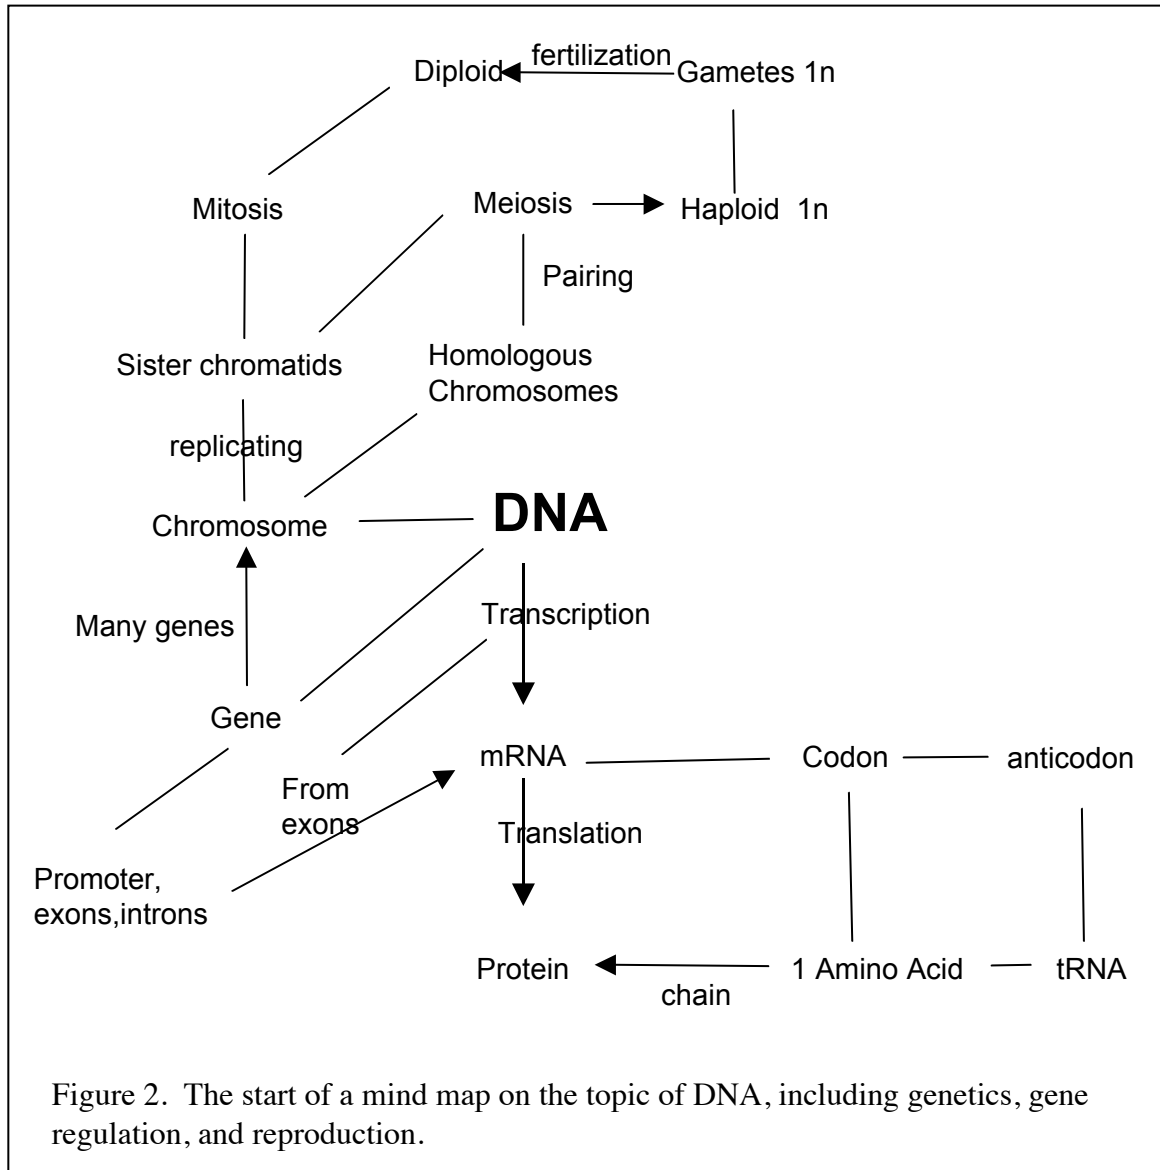 fertilization
Diploid
Gametes 1n
Mitosis
Meiosis
Haploid 1n
Pairing
Sister chromatids
Homologous
Chromosomes
replicating
Chromosome
DNA
Many genes
Transcription
Gene
mRNA
Codon
anticodon
From
exons
Translation
Promoter,
exons,introns
Protein
1 Amino Acid
tRNA
chain
Figure 2. The start of a mind map on the topic of DNA, including genetics, gene
regulation, and reproduction.